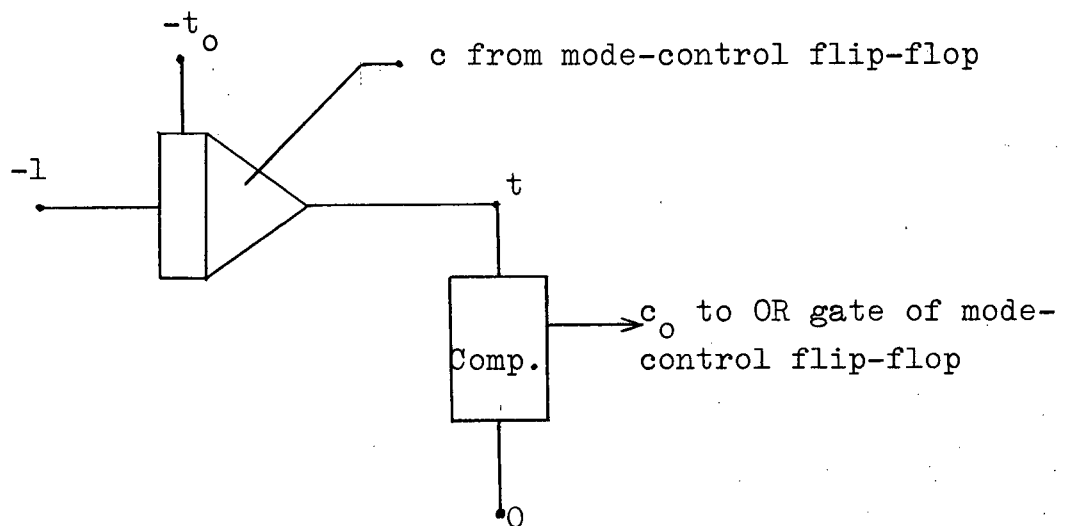 -t₀
c from mode-control flip-flop
-1
t
c₀ to OR gate of mode-
control flip-flop
Comp.
0